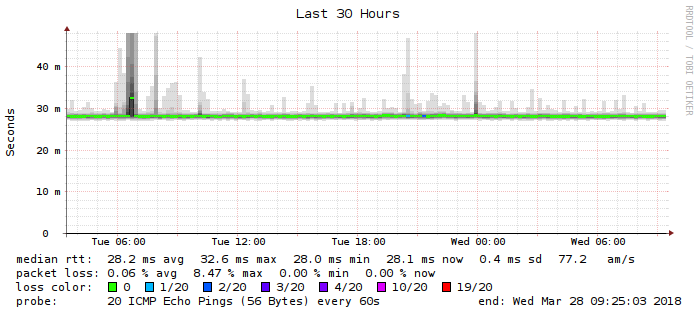 Last 30 Hours
RRDTOOL / TOBI OETIKER
Seconds
40 m
30 m
20 m
10 m
0
Tue 06:00 Tue 12:00 Tue 18:00 Wed 00:00 Wed 06:00
median rtt: 28.2 ms avg 32.6 ms max 28.0 ms min 28.1 ms now 0.4 ms sd 77.2 am/s
packet loss: 0.06 % avg 8.47 % max 0.00 % min 0.00 % now
loss color: 0 1/20 2/20 3/20 4/20 10/20 19/20
probe: 20 ICMP Echo Pings (56 Bytes) every 60s end: Wed Mar 28 09:25:03 2018